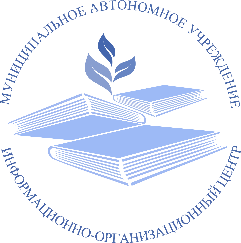 МУНИЦИПАЛЬНОЕ АВТОНОМНОЕ УЧРЕЖДЕНИЕ
ИНФОРМАЦИОННО-ОРГАНИЗАЦИОННЫЙ ЦЕНТР